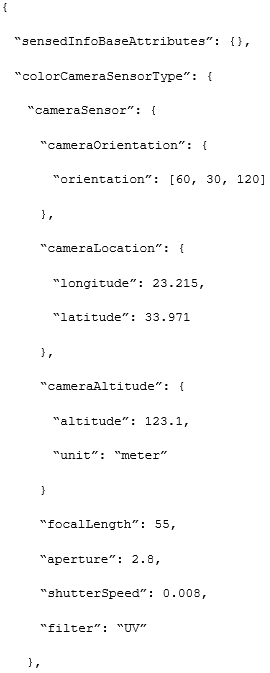 {
“sensedInfoBaseAttributes”: {},
“colorCameraSensorType”: {
“cameraSensor”: {
“cameraOrientation”: {
“orientation”: [60, 30, 120]
},
“cameraLocation”: {
“longitude”: 23.215,
“latitude”: 33.971
},
“cameraAltitude”: {
“altitude”: 123.1,
“unit”: “meter”
}
“focalLength”: 55,
“aperture”: 2.8,
“shutterSpeed”: 0.008,
“filter”: “UV”
},